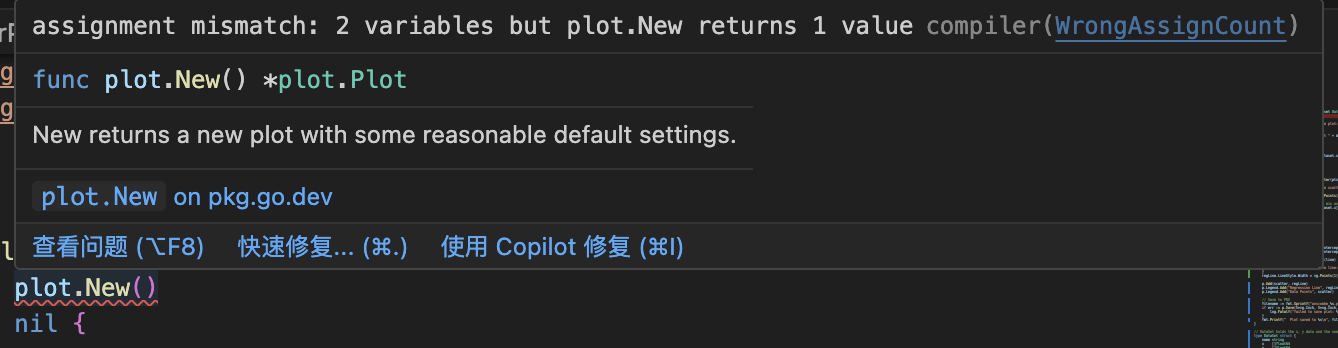 assignment mismatch: 2 variables but plot.New returns 1 value compiler(WrongAssignCount)
func plot.New() *plot.Plot
New returns a new plot with some reasonable default settings.
plot.New on pkg.go.dev
查看问题 (⌥F8) 快速修复... (⌘.) 使用 Copilot 修复 (⌘I)
plot.New()
nil {